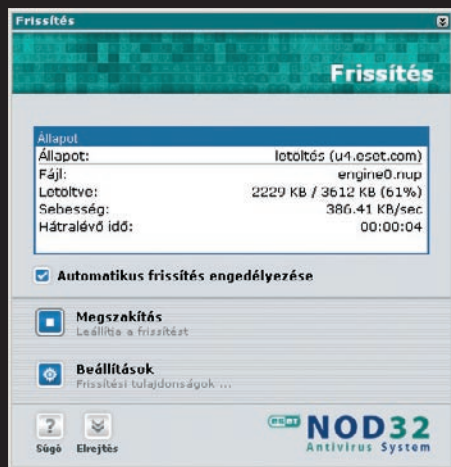 Frissítés
Frissítés
Állapot
Állapot: letöltés (u4.eset.com)
Fájl: engine0.nup
Letöltve: 2229 KB / 3612 KB (61%)
Sebesség: 386.41 KB/sec
Hátralévő idő: 00:00:04
Automatikus frissítés engedélyezése
Megszakítás
Leállítja a frissítést
Beállítások
Frissítési tulajdonságok ...
? 
Súgó Elrejtés
eset NOD32
Antivirus System